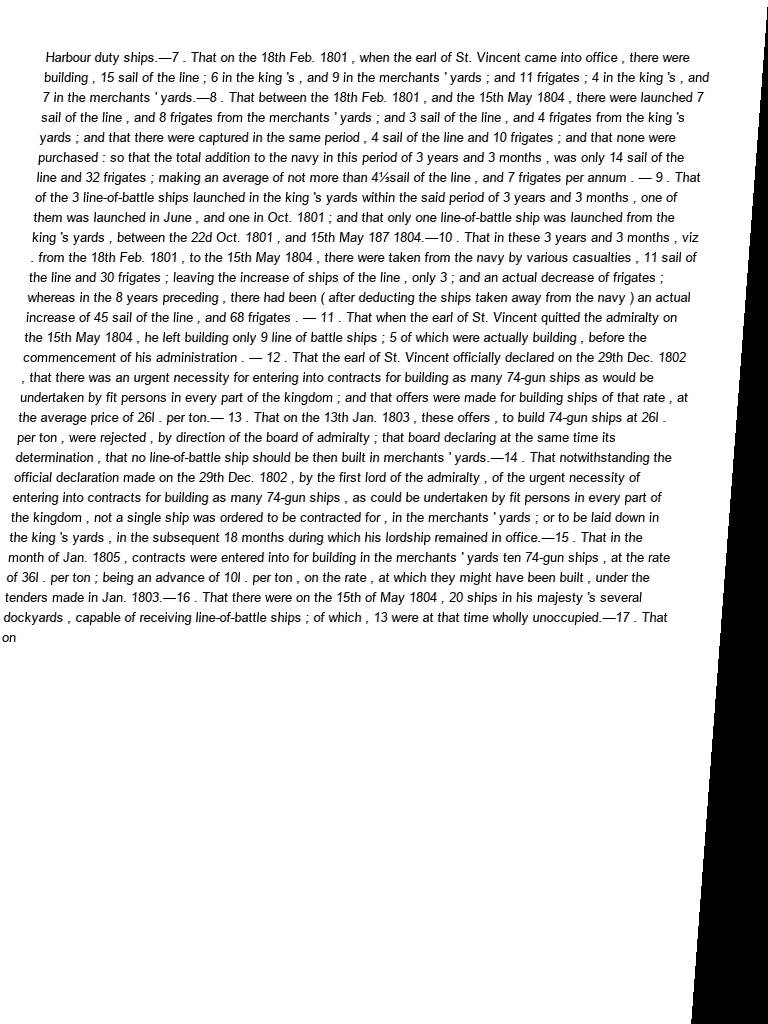 Harbour duty ships.—7 . That on the 18th Feb. 1801 , when the earl of St. Vincent came into office , there were
building , 15 sail of the line ; 6 in the king 's , and 9 in the merchants ' yards ; and 11 frigates ; 4 in the king 's , and
7 in the merchants ' yards.—8 . That between the 18th Feb. 1801 , and the 15th May 1804 , there were launched 7
sail of the line , and 8 frigates from the merchants ' yards ; and 3 sail of the line , and 4 frigates from the king 's
yards ; and that there were captured in the same period , 4 sail of the line and 10 frigates ; and that none were
purchased : so that the total addition to the navy in this period of 3 years and 3 months , was only 14 sail of the
line and 32 frigates ; making an average of not more than 4⅓sail of the line , and 7 frigates per annum . — 9 . That
of the 3 line-of-battle ships launched in the king 's yards within the said period of 3 years and 3 months , one of
them was launched in June , and one in Oct. 1801 ; and that only one line-of-battle ship was launched from the
king 's yards , between the 22d Oct. 1801 , and 15th May 187 1804.—10 . That in these 3 years and 3 months , viz
. from the 18th Feb. 1801 , to the 15th May 1804 , there were taken from the navy by various casualties , 11 sail of
the line and 30 frigates ; leaving the increase of ships of the line , only 3 ; and an actual decrease of frigates ;
whereas in the 8 years preceding , there had been ( after deducting the ships taken away from the navy ) an actual
increase of 45 sail of the line , and 68 frigates . — 11 . That when the earl of St. Vincent quitted the admiralty on
the 15th May 1804 , he left building only 9 line of battle ships ; 5 of which were actually building , before the
commencement of his administration . — 12 . That the earl of St. Vincent officially declared on the 29th Dec. 1802
, that there was an urgent necessity for entering into contracts for building as many 74-gun ships as would be
undertaken by fit persons in every part of the kingdom ; and that offers were made for building ships of that rate , at
the average price of 26l . per ton.— 13 . That on the 13th Jan. 1803 , these offers , to build 74-gun ships at 26l .
per ton , were rejected , by direction of the board of admiralty ; that board declaring at the same time its
determination , that no line-of-battle ship should be then built in merchants ' yards.—14 . That notwithstanding the
official declaration made on the 29th Dec. 1802 , by the first lord of the admiralty , of the urgent necessity of
entering into contracts for building as many 74-gun ships , as could be undertaken by fit persons in every part of
the kingdom , not a single ship was ordered to be contracted for , in the merchants ' yards ; or to be laid down in
the king 's yards , in the subsequent 18 months during which his lordship remained in office.—15 . That in the
month of Jan. 1805 , contracts were entered into for building in the merchants ' yards ten 74-gun ships , at the rate
of 36l . per ton ; being an advance of 10l . per ton , on the rate , at which they might have been built , under the
tenders made in Jan. 1803.—16 . That there were on the 15th of May 1804 , 20 ships in his majesty 's several
dockyards , capable of receiving line-of-battle ships ; of which , 13 were at that time wholly unoccupied.—17 . That
on